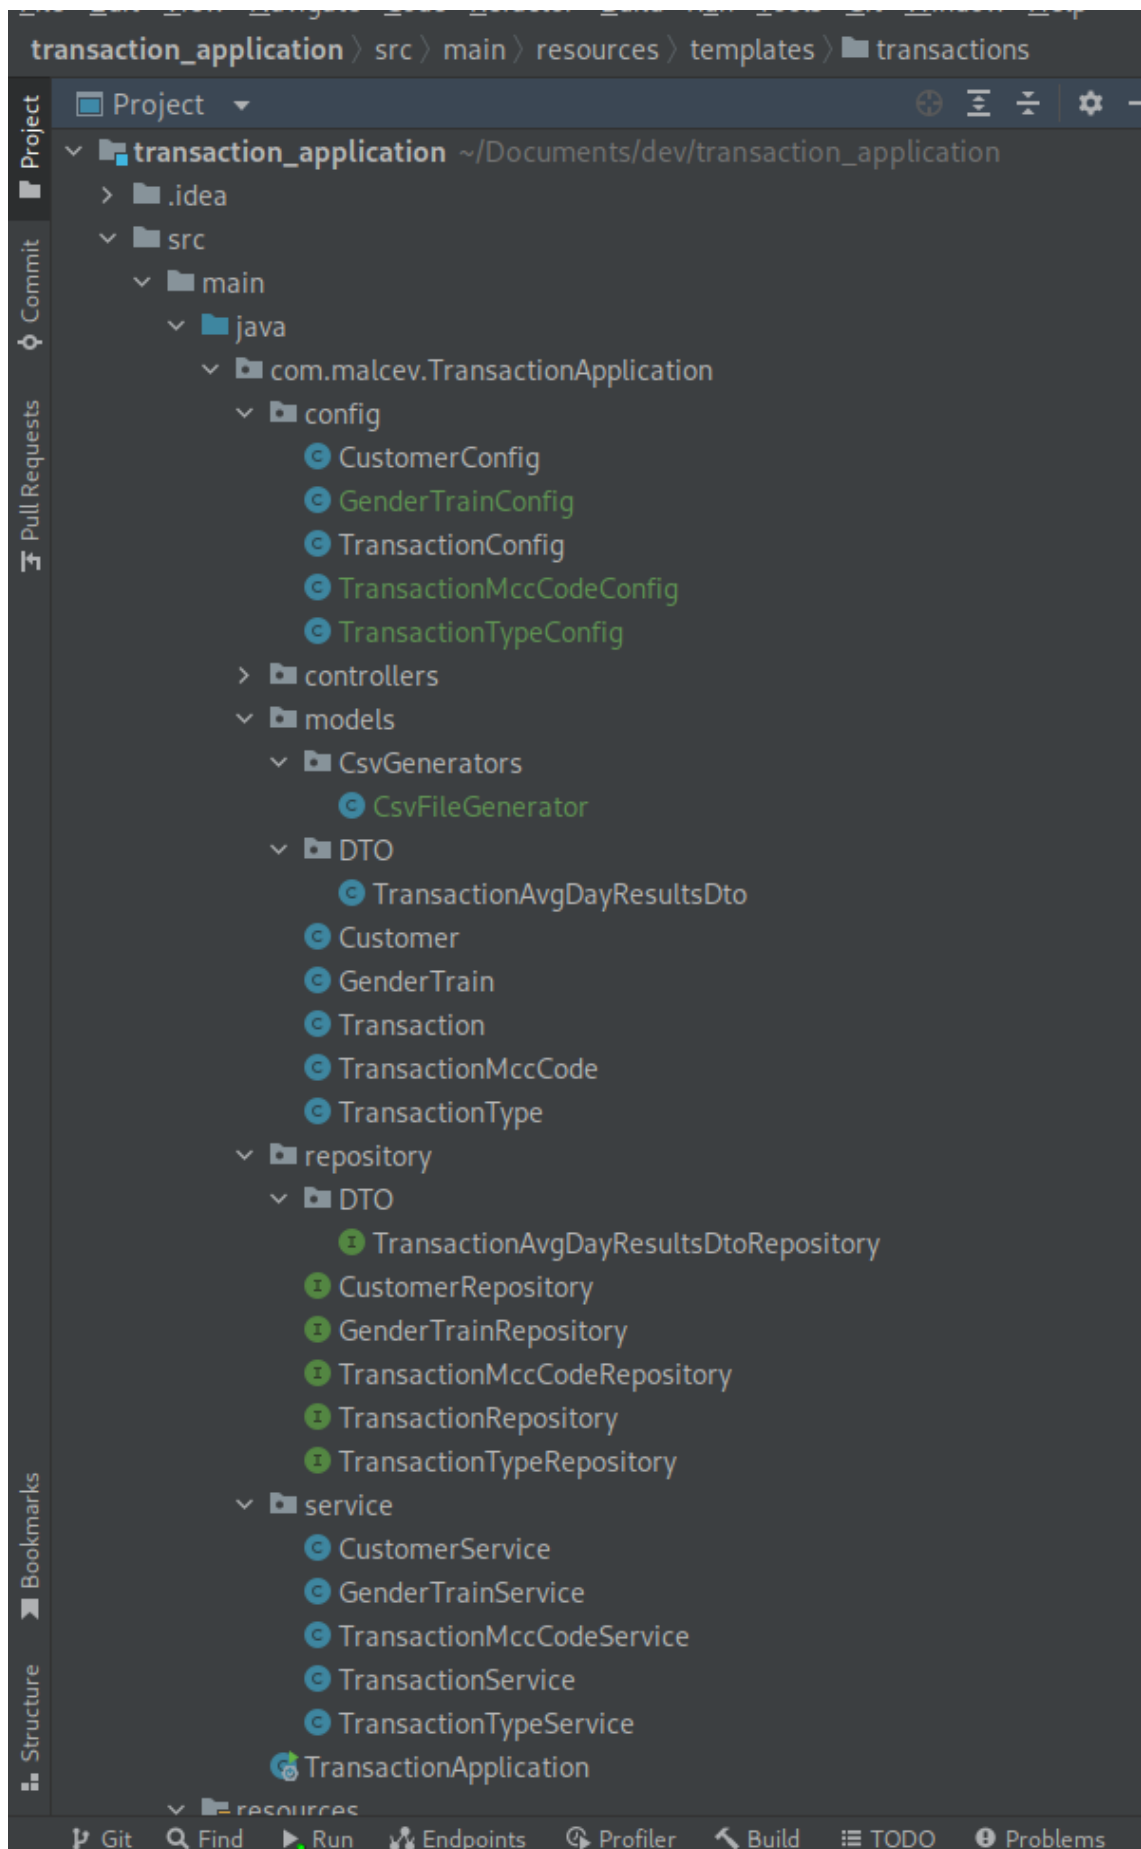 transaction_application src main resources templates transactions
Project
transaction_application ~/Documents/dev/transaction_application
.idea
src
main
java
com.malcev.TransactionApplication
config
CustomerConfig
GenderTrainConfig
TransactionConfig
TransactionMccCodeConfig
TransactionTypeConfig
controllers
models
CsvGenerators
CsvFileGenerator
DTO
TransactionAvgDayResultsDto
Customer
GenderTrain
Transaction
TransactionMccCode
TransactionType
repository
DTO
TransactionAvgDayResultsDtoRepository
CustomerRepository
GenderTrainRepository
TransactionMccCodeRepository
TransactionRepository
TransactionTypeRepository
service
CustomerService
GenderTrainService
TransactionMccCodeService
TransactionService
TransactionTypeService
TransactionApplication
resources
Project
Commit
Pull Requests
Bookmarks
Structure
Git Find Run Endpoints Profiler Build TODO Problems